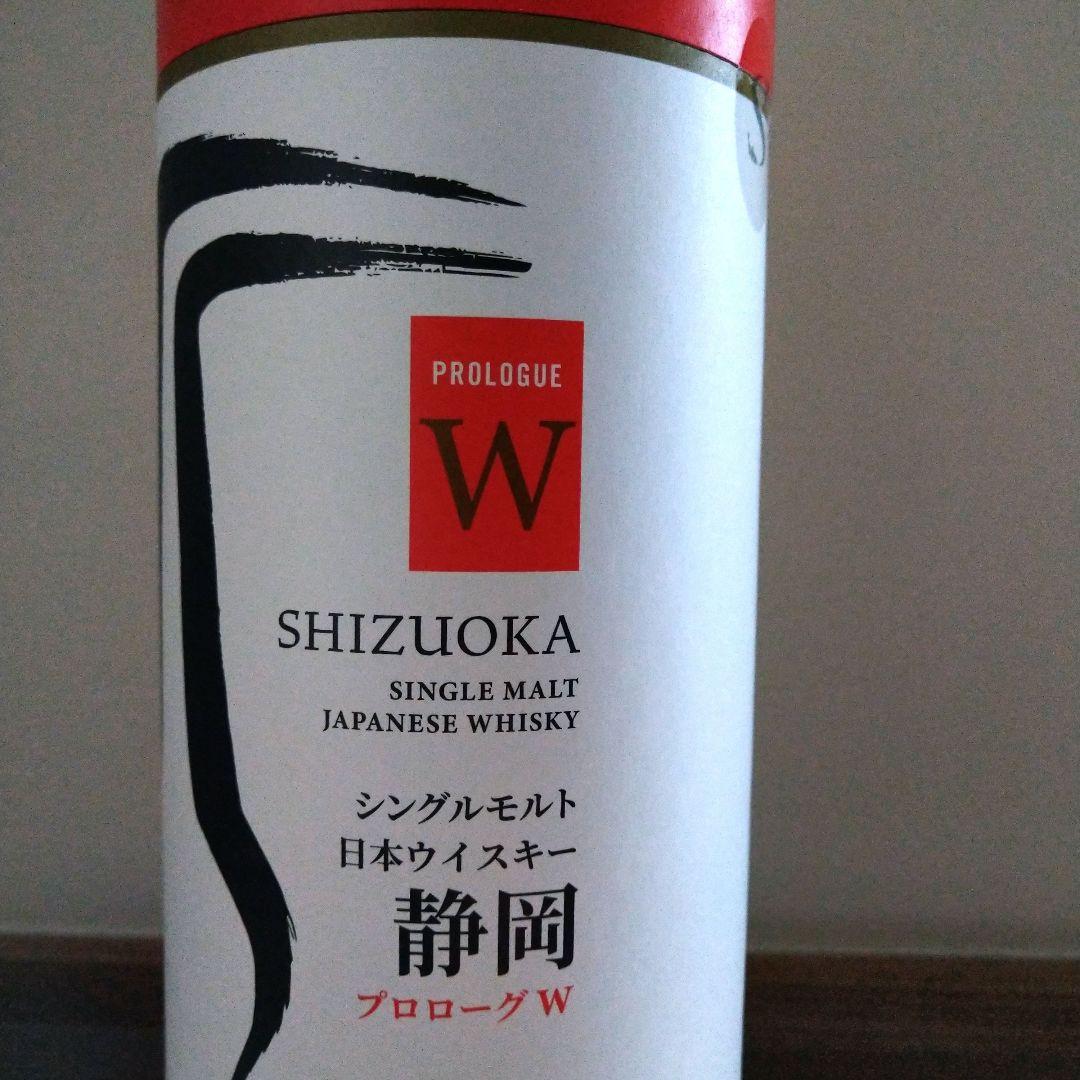 PROLOGUE
W
SHIZUOKA
SINGLE MALT
JAPANESE WHISKY
シングルモルト
日本ウイスキー
静岡
プロローグW